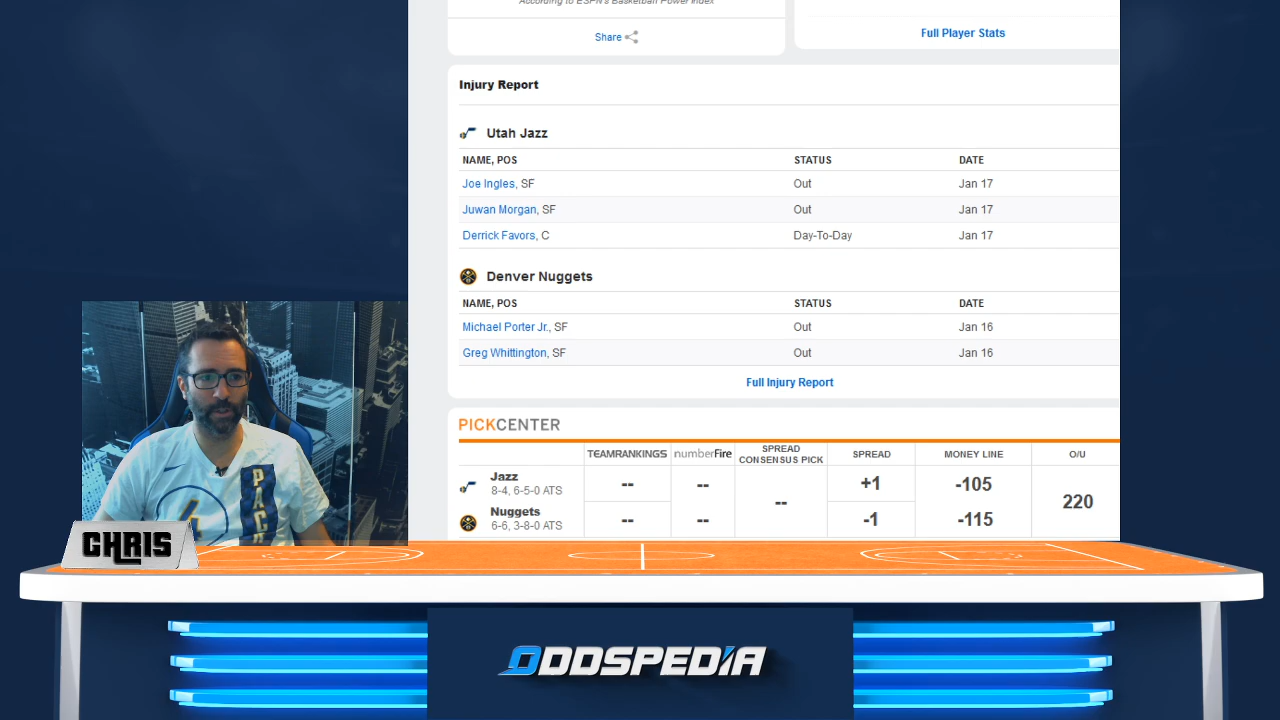 According to ESPN's Basketball Power Index
Share
Full Player Stats
Injury Report
Utah Jazz
NAME, POS STATUS DATE
Joe Ingles, SF Out Jan 17
Juwan Morgan, SF Out Jan 17
Derrick Favors, C Day-To-Day Jan 17
Denver Nuggets
NAME, POS STATUS DATE
Michael Porter Jr., SF Out Jan 16
Greg Whittington, SF Out Jan 16
Full Injury Report
PICKCENTER
TEAMRANKINGS numberFire SPREAD CONSENSUS PICK SPREAD MONEY LINE O/U
Jazz -- -- +1 -105
8-4, 6-5-0 ATS
-- 220
Nuggets -- -- -1 -115
6-6, 3-8-0 ATS
PACE
CHRIS
ODDSPEDIA